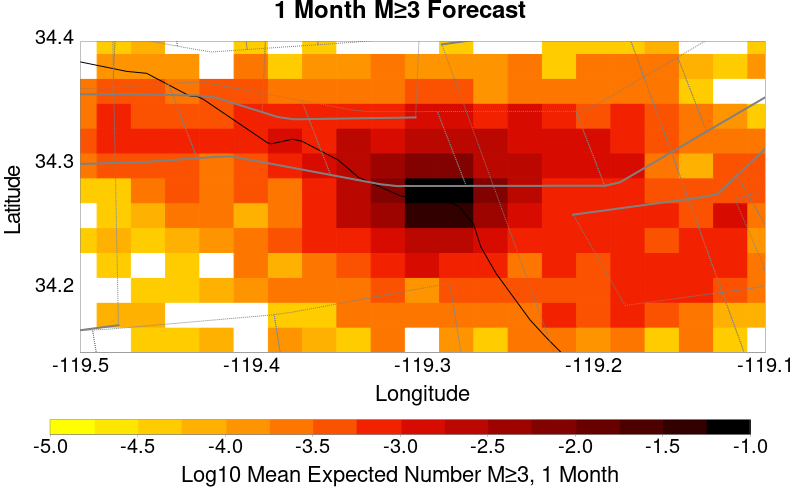 1 Month M≥3 Forecast
34.4
34.3
34.2
Latitude
-119.5 -119.4 -119.3 -119.2 -119.1
Longitude
-5.0 -4.5 -4.0 -3.5 -3.0 -2.5 -2.0 -1.5 -1.0
Log10 Mean Expected Number M≥3, 1 Month